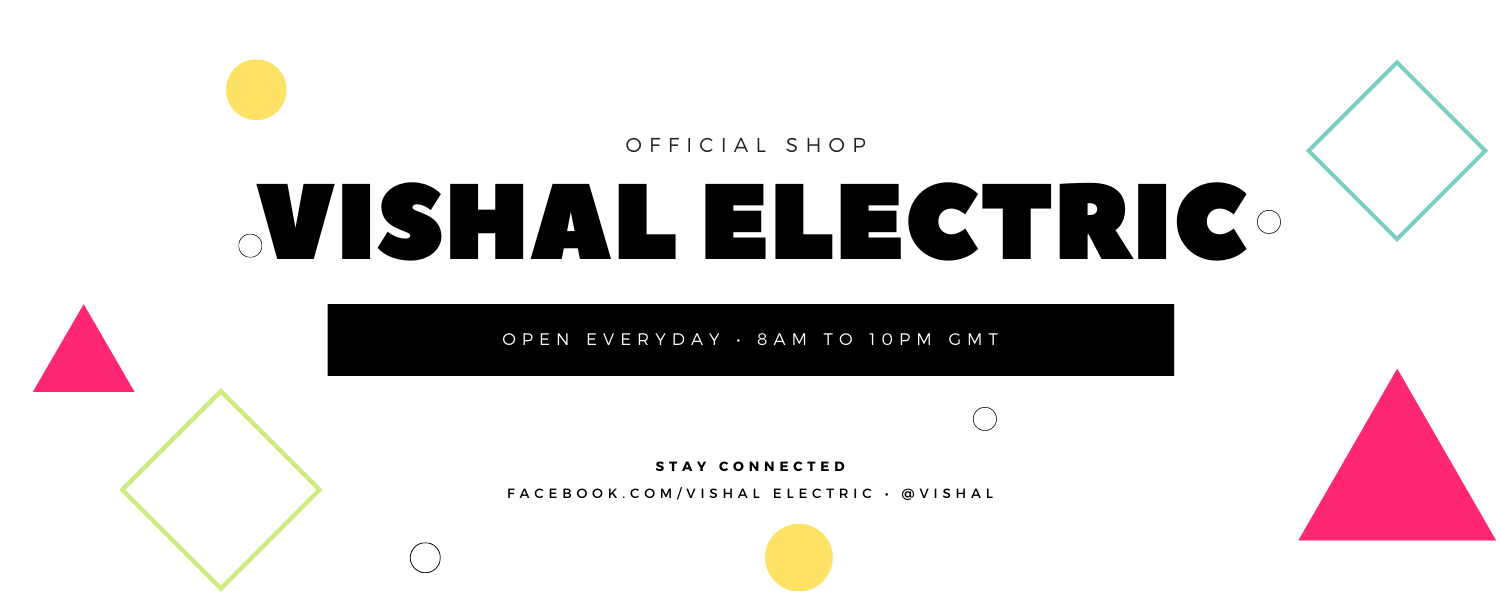 OFFICIAL SHOP
VISHAL ELECTRIC
OPEN EVERYDAY • 8AM TO 10PM GMT
STAY CONNECTED
FACEBOOK.COM/VISHAL ELECTRIC • @VISHAL